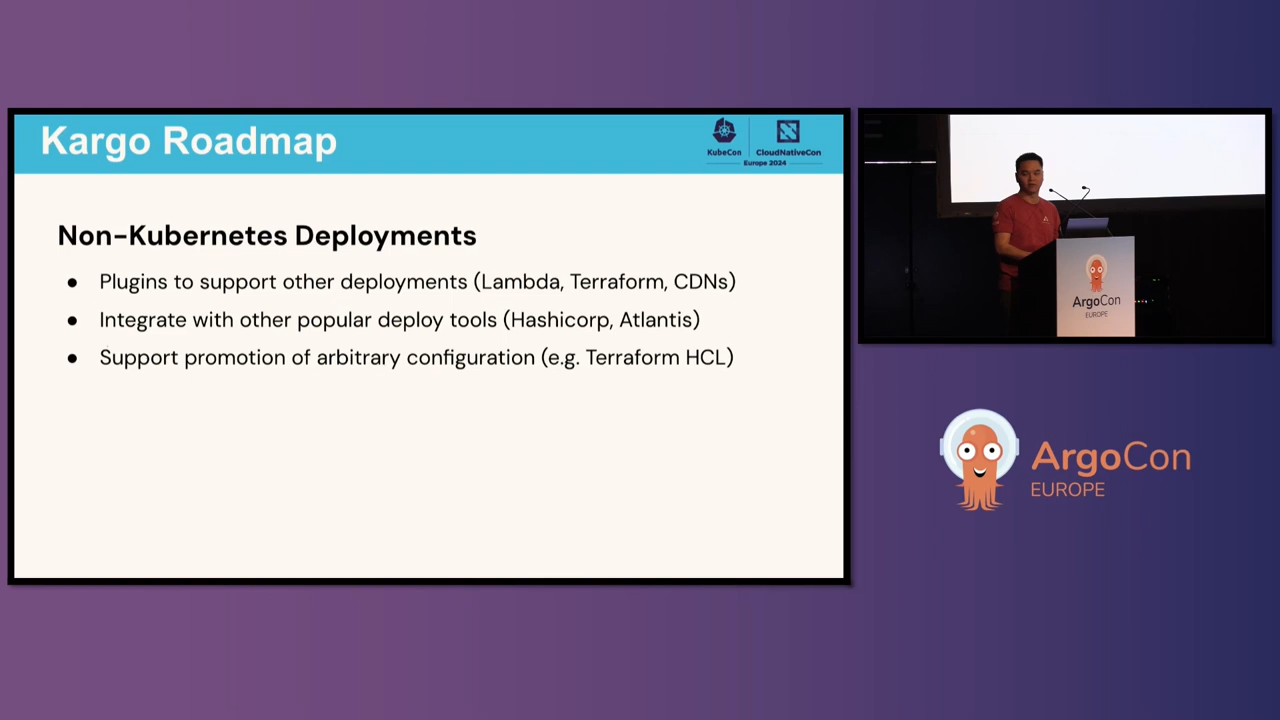 Kargo Roadmap
KubeCon
CloudNativeCon
Europe 2024
Non-Kubernetes Deployments
● Plugins to support other deployments (Lambda, Terraform, CDNs)
● Integrate with other popular deploy tools (Hashicorp, Atlantis)
● Support promotion of arbitrary configuration (e.g. Terraform HCL)
ArgoCon
EUROPE
ArgoCon
EUROPE